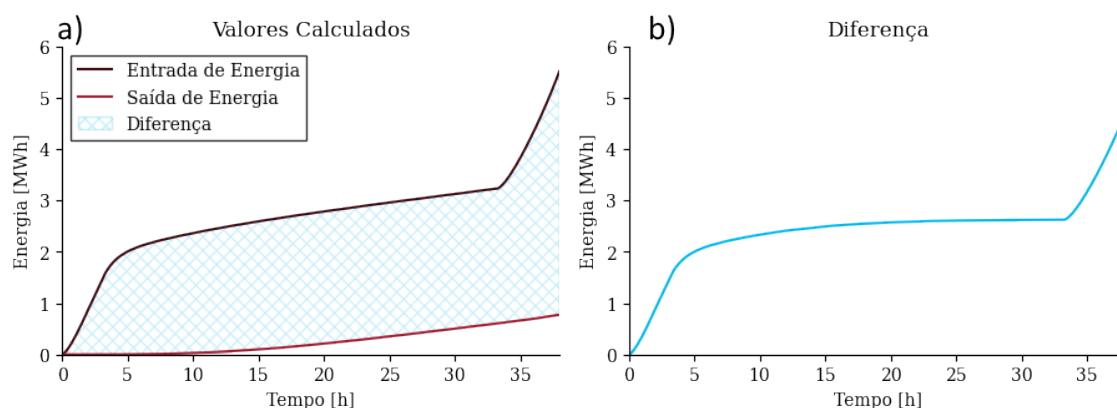 a)
Valores Calculados
6
5
4
3
2
1
0
Energia [MWh]
Entrada de Energia
Saída de Energia
Diferença
0 5 10 15 20 25 30 35
Tempo [h]
b)
Diferença
6
5
4
3
2
1
0
Energia [MWh]
0 5 10 15 20 25 30 35
Tempo [h]